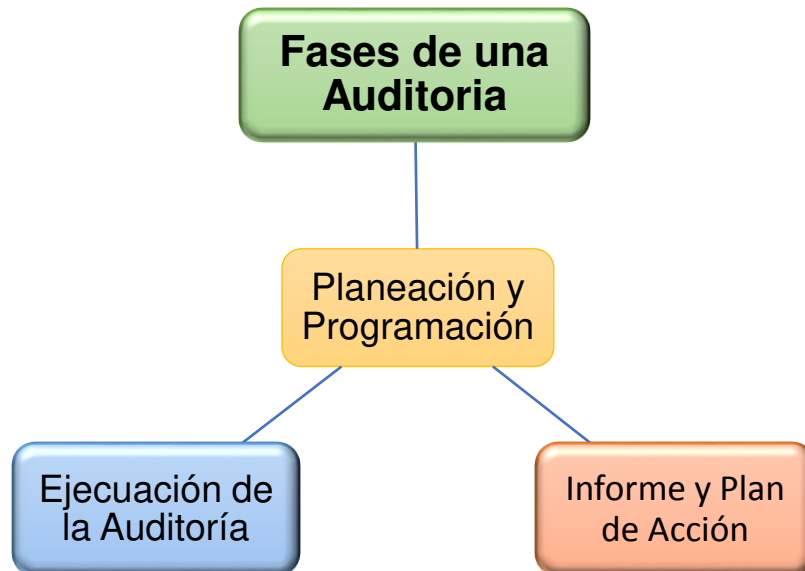 Fases de una
Auditoria
Planeación y
Programación
Ejecuación de
la Auditoría
Informe y Plan
de Acción